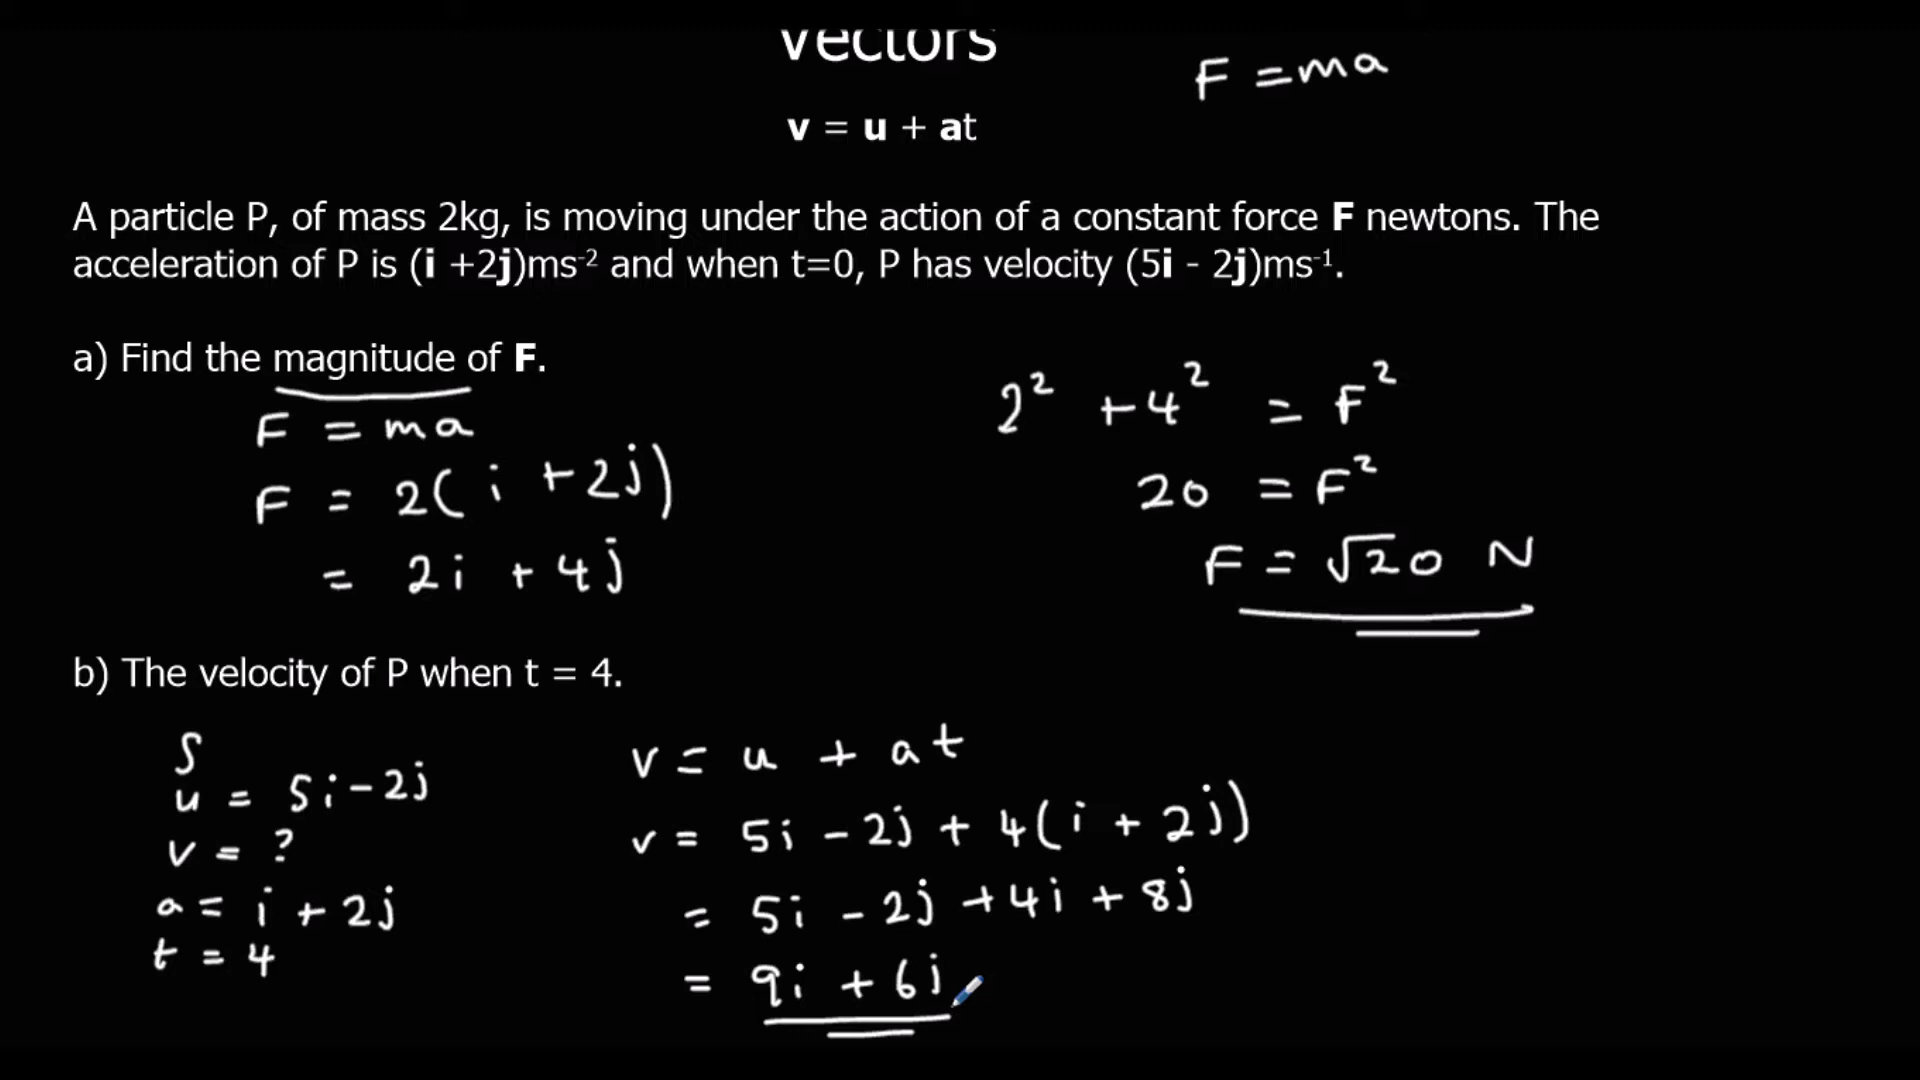 Vectors
F = ma
v = u + at
A particle P, of mass 2kg, is moving under the action of a constant force F newtons. The
acceleration of P is (i +2j)ms⁻² and when t=0, P has velocity (5i - 2j)ms⁻¹.
a) Find the magnitude of F.
F = ma
F = 2( i + 2j)
= 2i + 4j
2² + 4² = F²
20 = F²
F = √20 N
b) The velocity of P when t = 4.
S
u = 5i - 2j
v = ?
a = i + 2j
t = 4
v = u + at
v = 5i - 2j + 4(i + 2j)
= 5i - 2j + 4i + 8j
= 9i + 6j